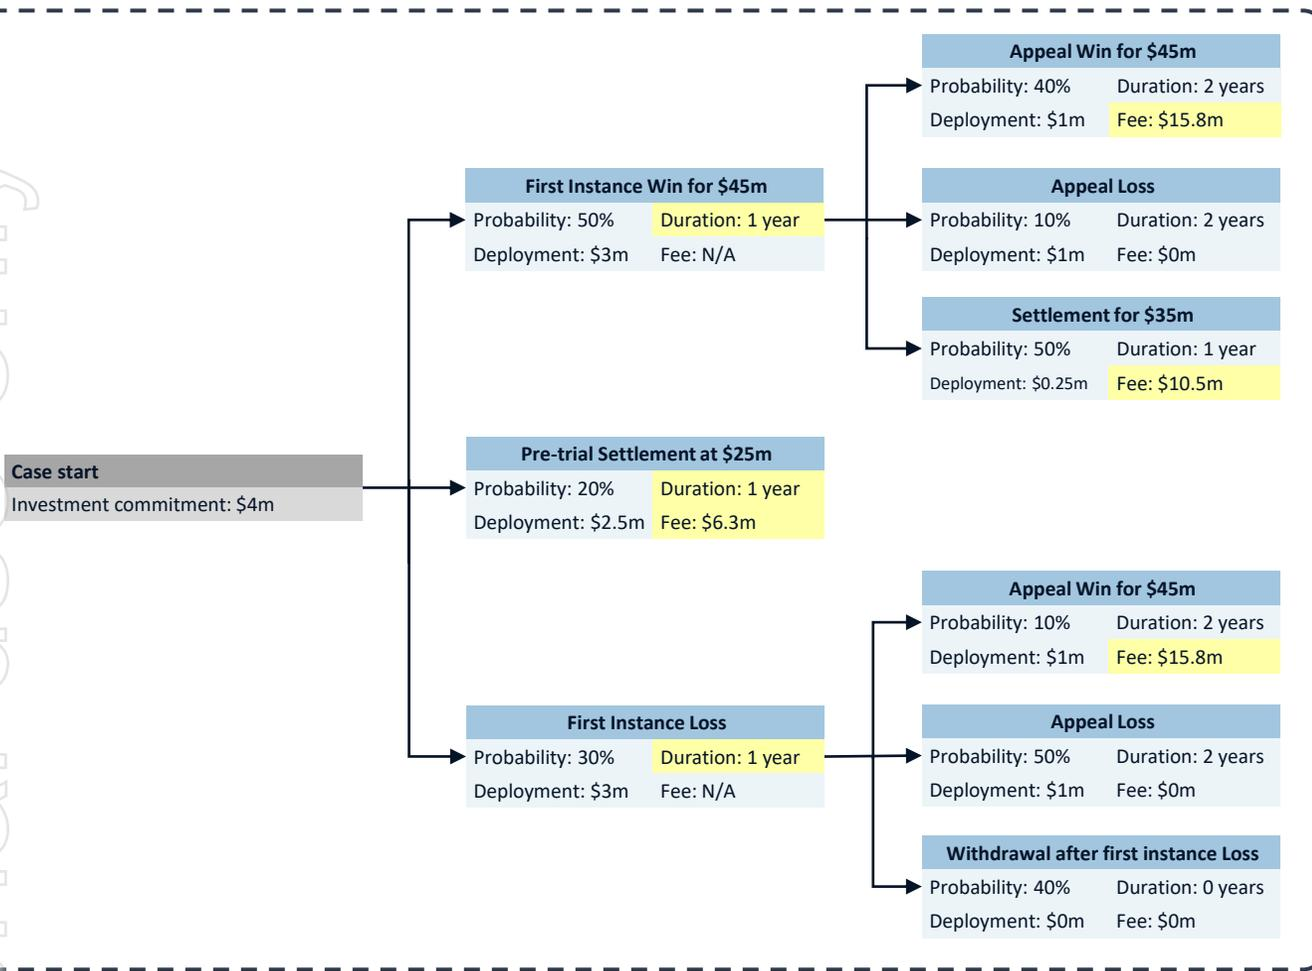 Case start
Investment commitment: $4m
First Instance Win for $45m
Probability: 50% Duration: 1 year
Deployment: $3m Fee: N/A
Appeal Win for $45m
Probability: 40% Duration: 2 years
Deployment: $1m Fee: $15.8m
Appeal Loss
Probability: 10% Duration: 2 years
Deployment: $1m Fee: $0m
Settlement for $35m
Probability: 50% Duration: 1 year
Deployment: $0.25m Fee: $10.5m
Pre-trial Settlement at $25m
Probability: 20% Duration: 1 year
Deployment: $2.5m Fee: $6.3m
First Instance Loss
Probability: 30% Duration: 1 year
Deployment: $3m Fee: N/A
Appeal Win for $45m
Probability: 10% Duration: 2 years
Deployment: $1m Fee: $15.8m
Appeal Loss
Probability: 50% Duration: 2 years
Deployment: $1m Fee: $0m
Withdrawal after first instance Loss
Probability: 40% Duration: 0 years
Deployment: $0m Fee: $0m